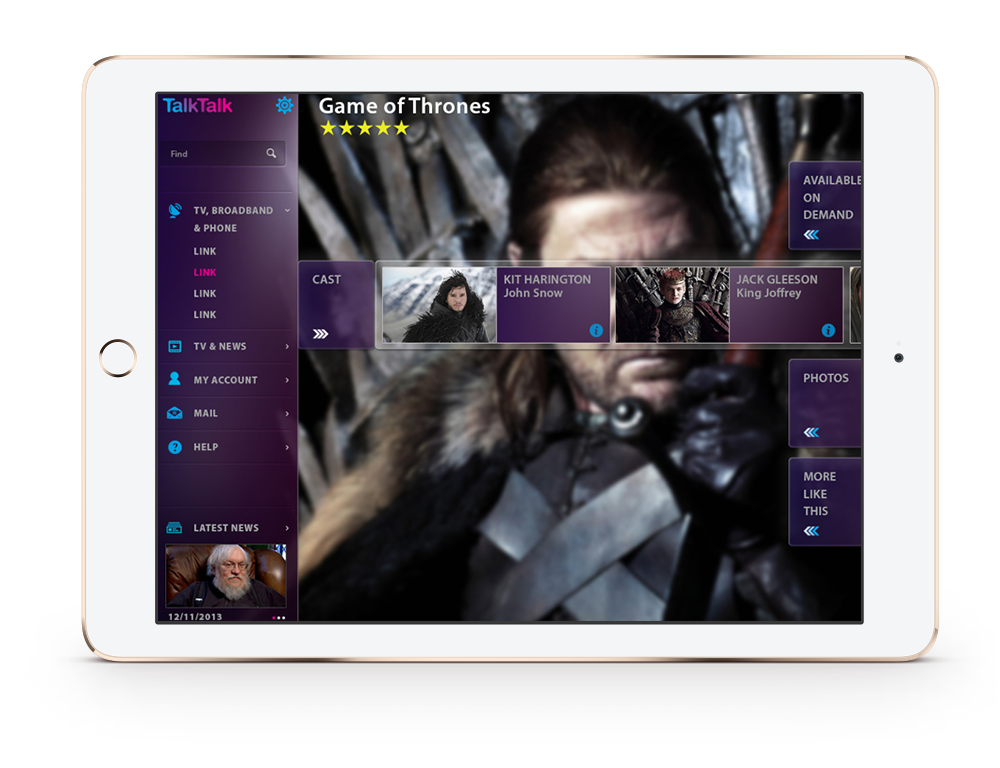 TalkTalk
Find
TV, BROADBAND
& PHONE
LINK
LINK
LINK
LINK
TV & NEWS
MY ACCOUNT
MAIL
HELP
LATEST NEWS
12/11/2013
Game of Thrones
CAST
KIT HARINGTON
John Snow
JACK GLEESON
King Joffrey
AVAILABLE
ON
DEMAND
PHOTOS
MORE
LIKE
THIS